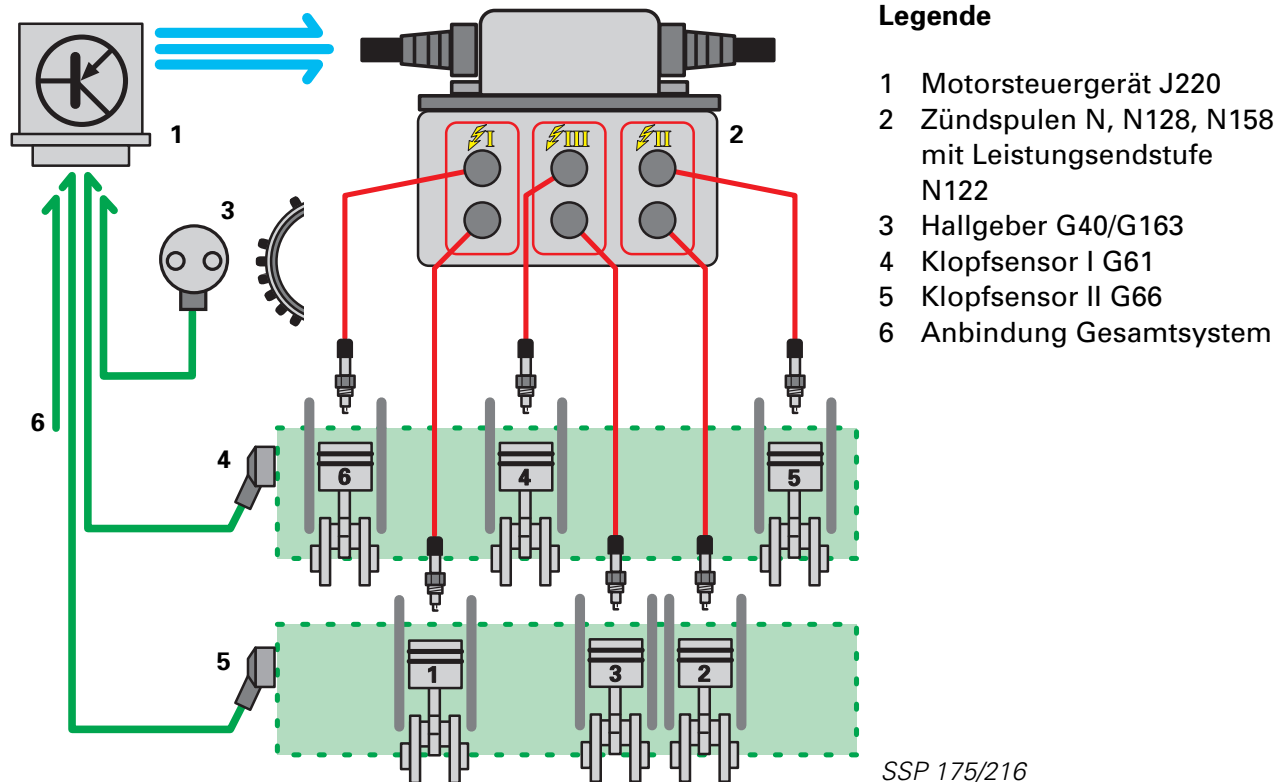 Legende
1 Motorsteuergerät J220
2 Zündspulen N, N128, N158
mit Leistungsendstufe
N122
3 Hallgeber G40/G163
4 Klopfsensor I G61
5 Klopfsensor II G66
6 Anbindung Gesamtsystem
1
I
III
II
2
3
6
4
6
4
5
5
1
3
2
SSP 175/216